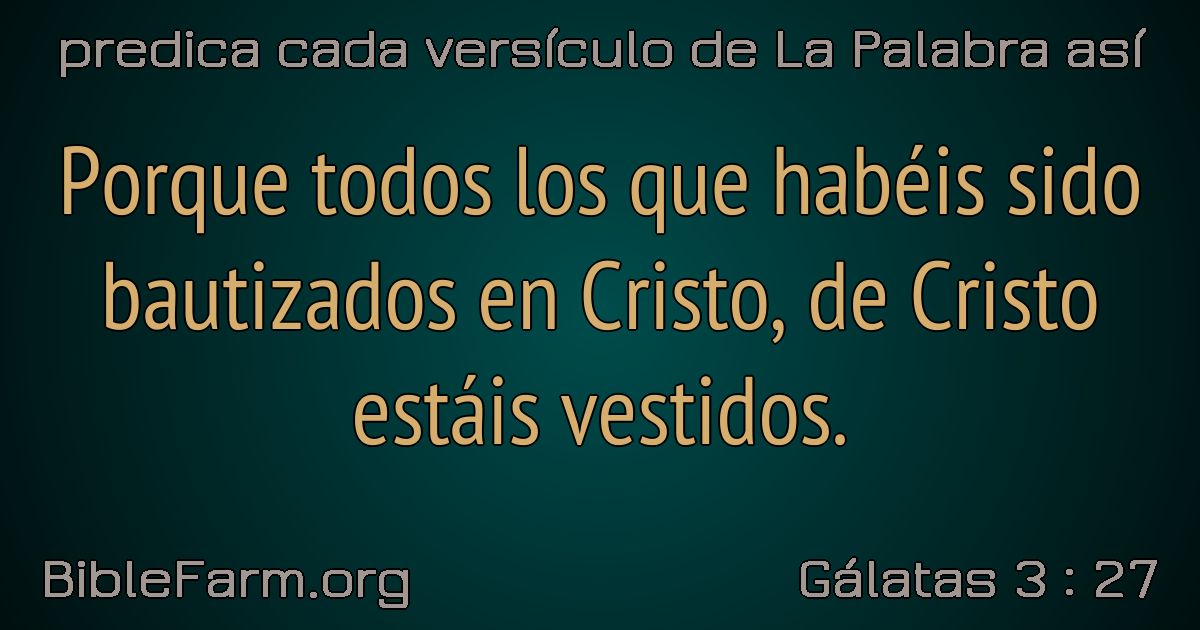 predica cada versículo de La Palabra así
Porque todos los que habéis sido
bautizados en Cristo, de Cristo
estáis vestidos.
BibleFarm.org
Gálatas 3 : 27